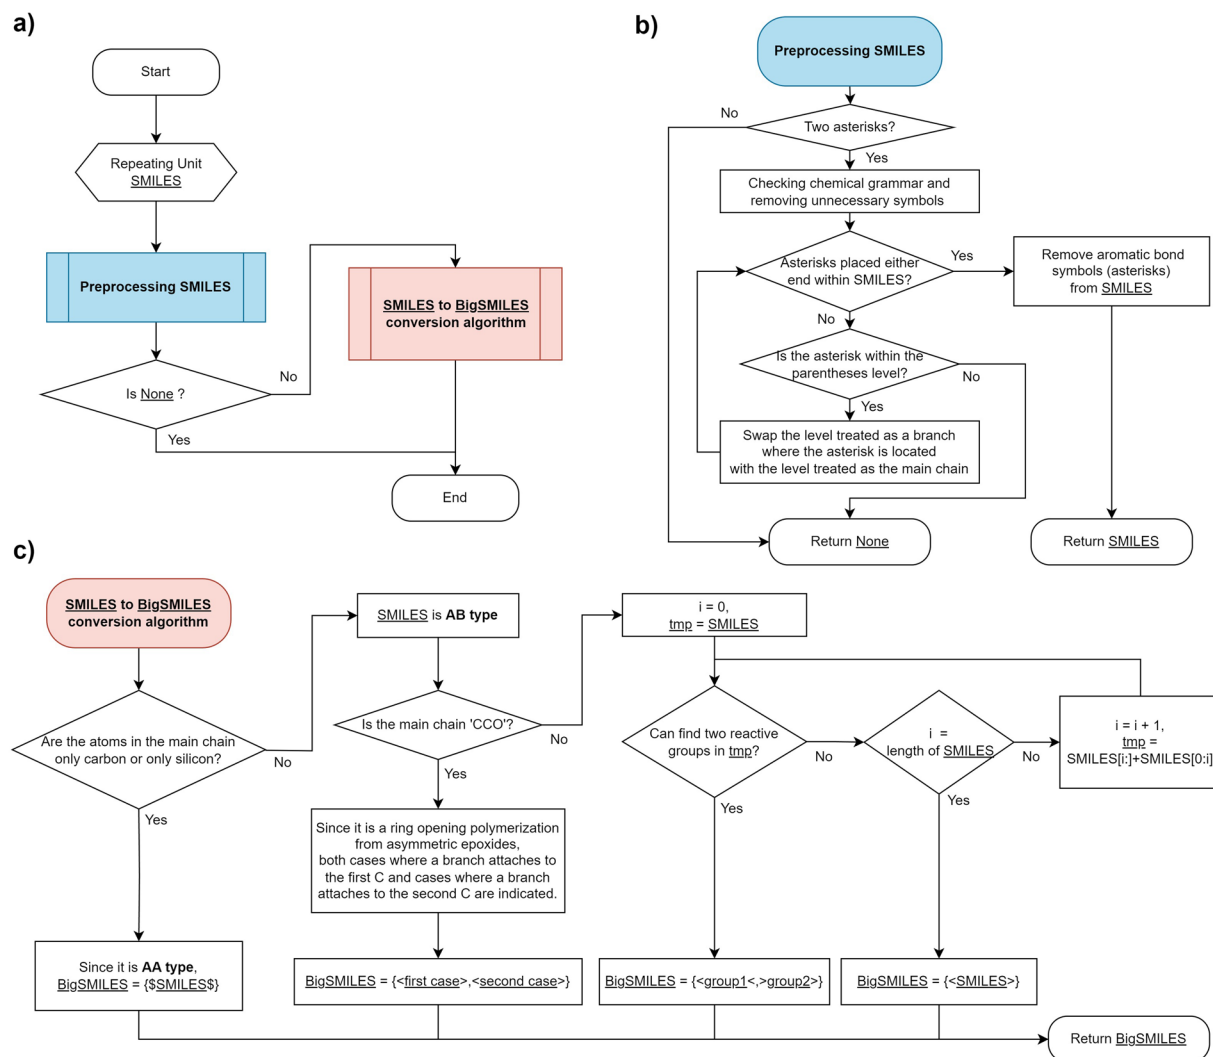 a)
Start
Repeating Unit
SMILES
Preprocessing SMILES
Is None ?
No
Yes
SMILES to BigSMILES
conversion algorithm
End
b)
Preprocessing SMILES
Two asterisks?
No
Yes
Checking chemical grammar and
removing unnecessary symbols
Asterisks placed either
end within SMILES?
Yes
No
Remove aromatic bond
symbols (asterisks)
from SMILES
Is the asterisk within the
parentheses level?
No
Yes
Swap the level treated as a branch
where the asterisk is located
with the level treated as the main chain
Return None
Return SMILES
c)
SMILES to BigSMILES
conversion algorithm
Are the atoms in the main chain
only carbon or only silicon?
No
Yes
Since it is AA type,
BigSMILES = {$SMILES$}
SMILES is AB type
Is the main chain 'CCO'?
No
Yes
Since it is a ring opening polymerization
from asymmetric epoxides,
both cases where a branch attaches to
the first C and cases where a branch
attaches to the second C are indicated.
BigSMILES = {<first case>,<second case>}
i = 0,
tmp = SMILES
Can find two reactive
groups in tmp?
No
Yes
BigSMILES = {<group1<,>group2>}
i =
length of SMILES
No
Yes
BigSMILES = {<SMILES>}
i = i + 1,
tmp =
SMILES[i:]+SMILES[0:i]
Return BigSMILES